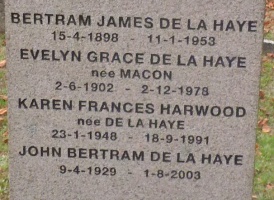 BERTRAM JAMES DE LA HAYE
15-4-1898 - 11-1-1953
EVELYN GRACE DE LA HAYE
née MACON
2-6-1902 - 2-12-1978
KAREN FRANCES HARWOOD
née DE LA HAYE
23-1-1948 - 18-9-1991
JOHN BERTRAM DE LA HAYE
9-4-1929 - 1-8-2003